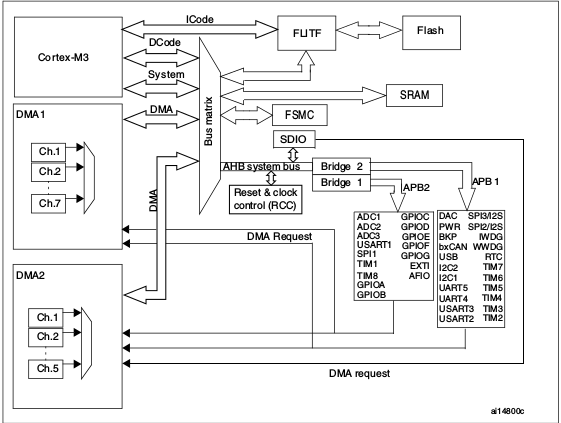 ICode
FLITF
Flash
Cortex-M3
DCode
System
Bus matrix
SRAM
DMA1
DMA
FSMC
SDIO
Ch.1
Ch.2
Ch.7
AHB system bus
Bridge 2
Bridge 1
APB2
APB1
Reset & clock
control (RCC)
DMA
DMA Request
ADC1 GPIOC
ADC2 GPIOD
ADC3 GPIOE
USART1 GPIOF
SPI1 GPIOG
TIM1 EXTI
TIM8 AFIO
GPIOA
GPIOB
DAC SPI3/I2S
PWR SPI2/I2S
BKP IWDG
bxCAN WWDG
USB RTC
I2C2 TIM7
I2C1 TIM6
UART5 TIM5
UART4 TIM4
USART3 TIM3
USART2 TIM2
DMA2
Ch.1
Ch.2
Ch.5
DMA request
ai14800c